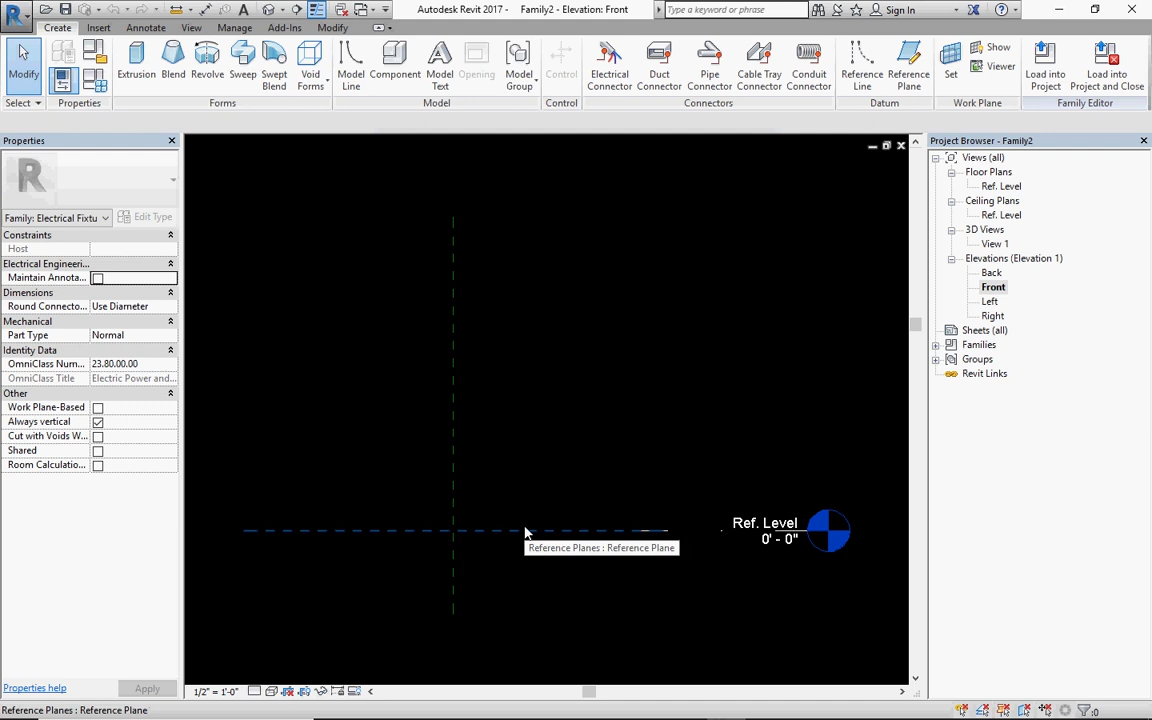 Autodesk Revit 2017 - Family2 - Elevation: Front
Type a keyword or phrase
Sign In
Create Insert Annotate View Manage Add-Ins Modify
Modify
Extrusion Blend Revolve Sweep Swept Blend Void Forms
Model Line Component Model Text Opening Model Group
Control
Electrical Connector Duct Connector Pipe Connector Cable Tray Connector Conduit Connector
Reference Line Reference Plane
Set Show Viewer
Load into Project Load into Project and Close
Select Properties Forms Model Control Connectors Datum Work Plane Family Editor
Properties
R
Family: Electrical Fixtu Edit Type
Constraints
Host
Electrical Engineeri...
Maintain Annota...
Dimensions
Round Connecto... Use Diameter
Mechanical
Part Type Normal
Identity Data
OmniClass Num... 23.80.00.00
OmniClass Title Electric Power and...
Other
Work Plane-Based
Always vertical
Cut with Voids W...
Shared
Room Calculatio...
Properties help Apply
Ref. Level
0' - 0"
Reference Planes : Reference Plane
1/2" = 1'-0"
Project Browser - Family2
Views (all)
Floor Plans
Ref. Level
Ceiling Plans
Ref. Level
3D Views
View 1
Elevations (Elevation 1)
Back
Front
Left
Right
Sheets (all)
Families
Groups
Revit Links
Reference Planes : Reference Plane
:0